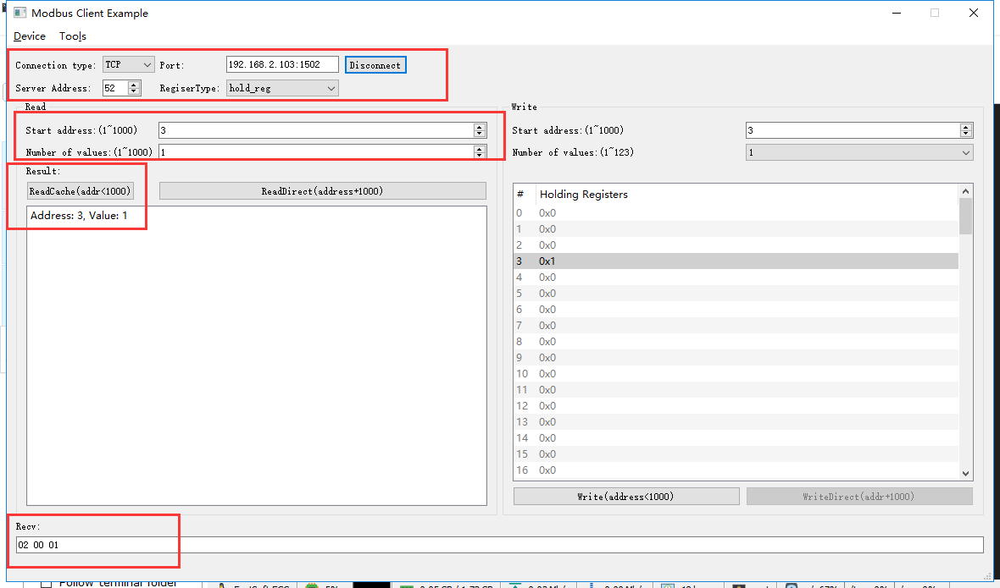 Modbus Client Example
Device Tools
Connection type: TCP Port: 192.168.2.103:1502 Disconnect
Server Address: 52 RegiserType: hold_reg
Read
Start address:(1~1000) 3
Number of values:(1~1000) 1
Result:
ReadCache(addr<1000) ReadDirect(address+1000)
Address: 3, Value: 1
Write
Start address:(1~1000) 3
Number of values:(1~123) 1
# Holding Registers
0 0x0
1 0x0
2 0x0
3 0x1
4 0x0
5 0x0
6 0x0
7 0x0
8 0x0
9 0x0
10 0x0
11 0x0
12 0x0
13 0x0
14 0x0
15 0x0
16 0x0
Write(address<1000) WriteDirect(addr+1000)
Recv:
02 00 01
Follow terminal folder